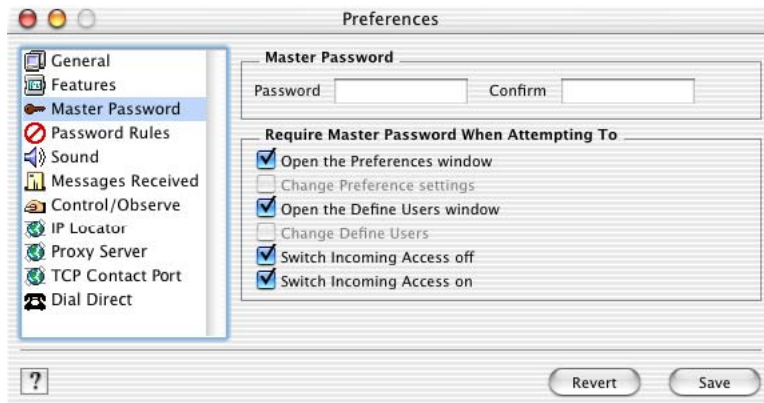 Preferences
General
Features
Master Password
Password Rules
Sound
Messages Received
Control/Observe
IP Locator
Proxy Server
TCP Contact Port
Dial Direct
Master Password
Password
Confirm
Require Master Password When Attempting To
Open the Preferences window
Change Preference settings
Open the Define Users window
Change Define Users
Switch Incoming Access off
Switch Incoming Access on
?
Revert
Save